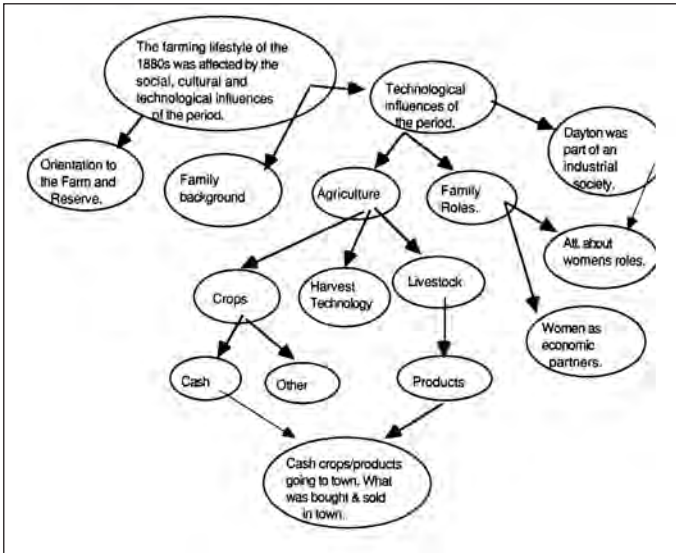 The farming lifestyle of the
1880s was affected by the
social, cultural and
technological influences
of the period.
Technological
influences of
the period.
Dayton was
part of an
industrial
society.
Orientation to
the Farm and
Reserve.
Family
background
Agriculture
Family
Roles.
Att. about
womens roles.
Crops
Harvest
Technology
Livestock
Women as
economic
partners.
Cash
Other
Products
Cash crops/products
going to town. What
was bought & sold
in town.